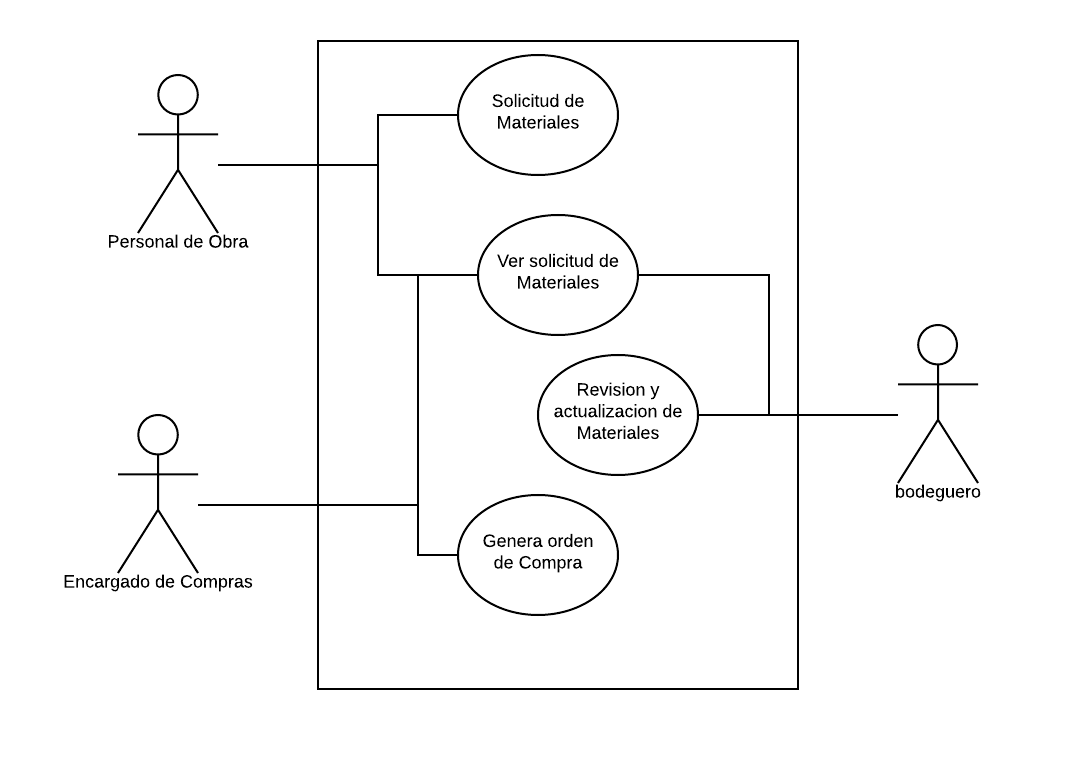 Solicitud de
Materiales
Personal de Obra
Ver solicitud de
Materiales
Revision y
actualizacion de
Materiales
bodeguero
Genera orden
de Compra
Encargado de Compras